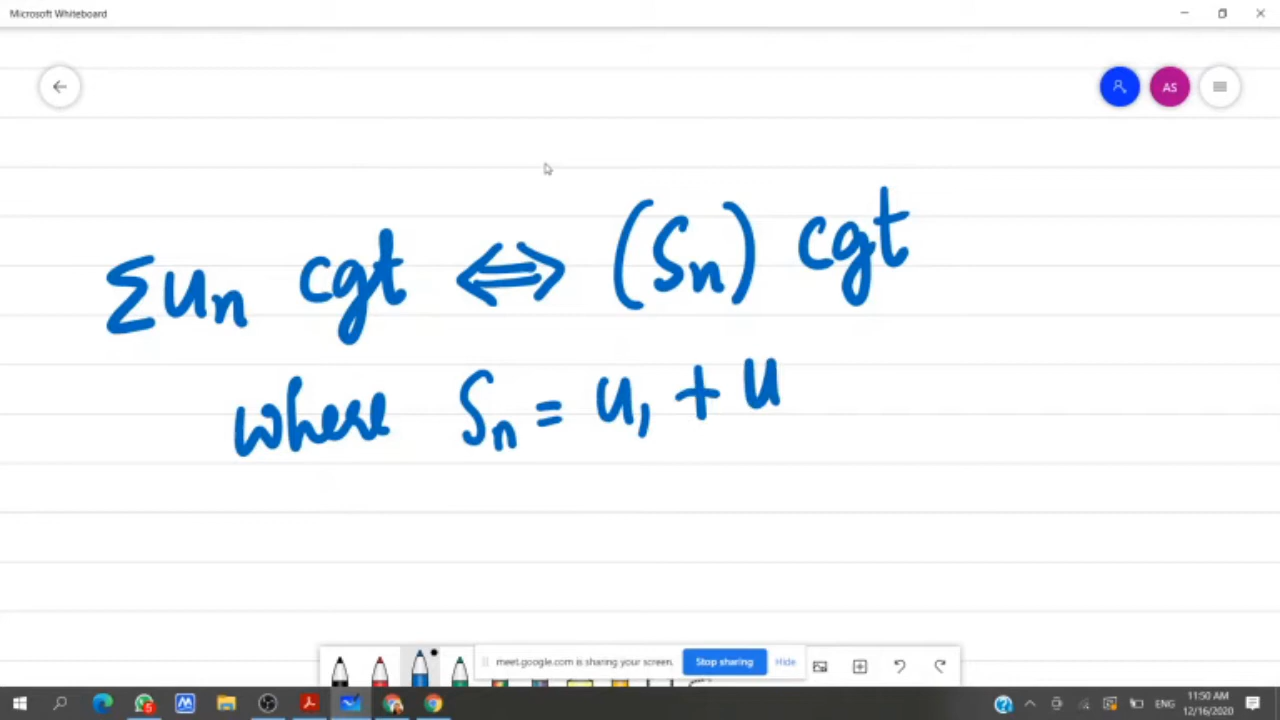 Microsoft Whiteboard
AS
Σun cgt ⇔ (Sn) cgt
where Sn = u1 + u
meet.google.com is sharing your screen.
Stop sharing
Hide
ENG
11:50 AM
12/16/2020